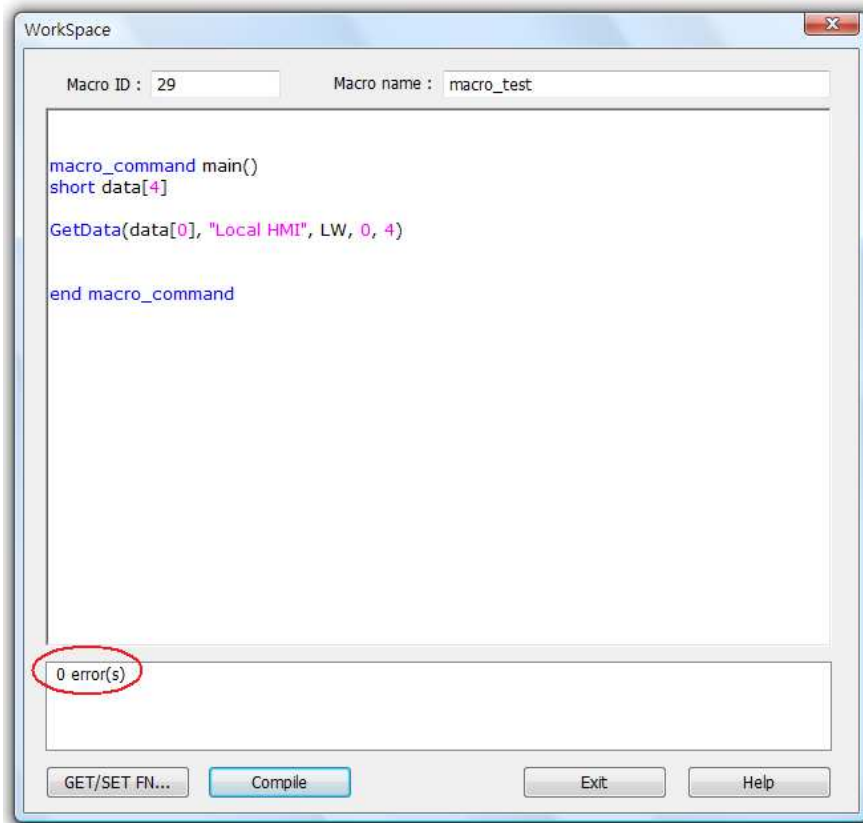 WorkSpace
Macro ID : 29 Macro name : macro_test
macro_command main()
short data[4]
GetData(data[0], "Local HMI", LW, 0, 4)
end macro_command
0 error(s)
GET/SET FN... Compile Exit Help